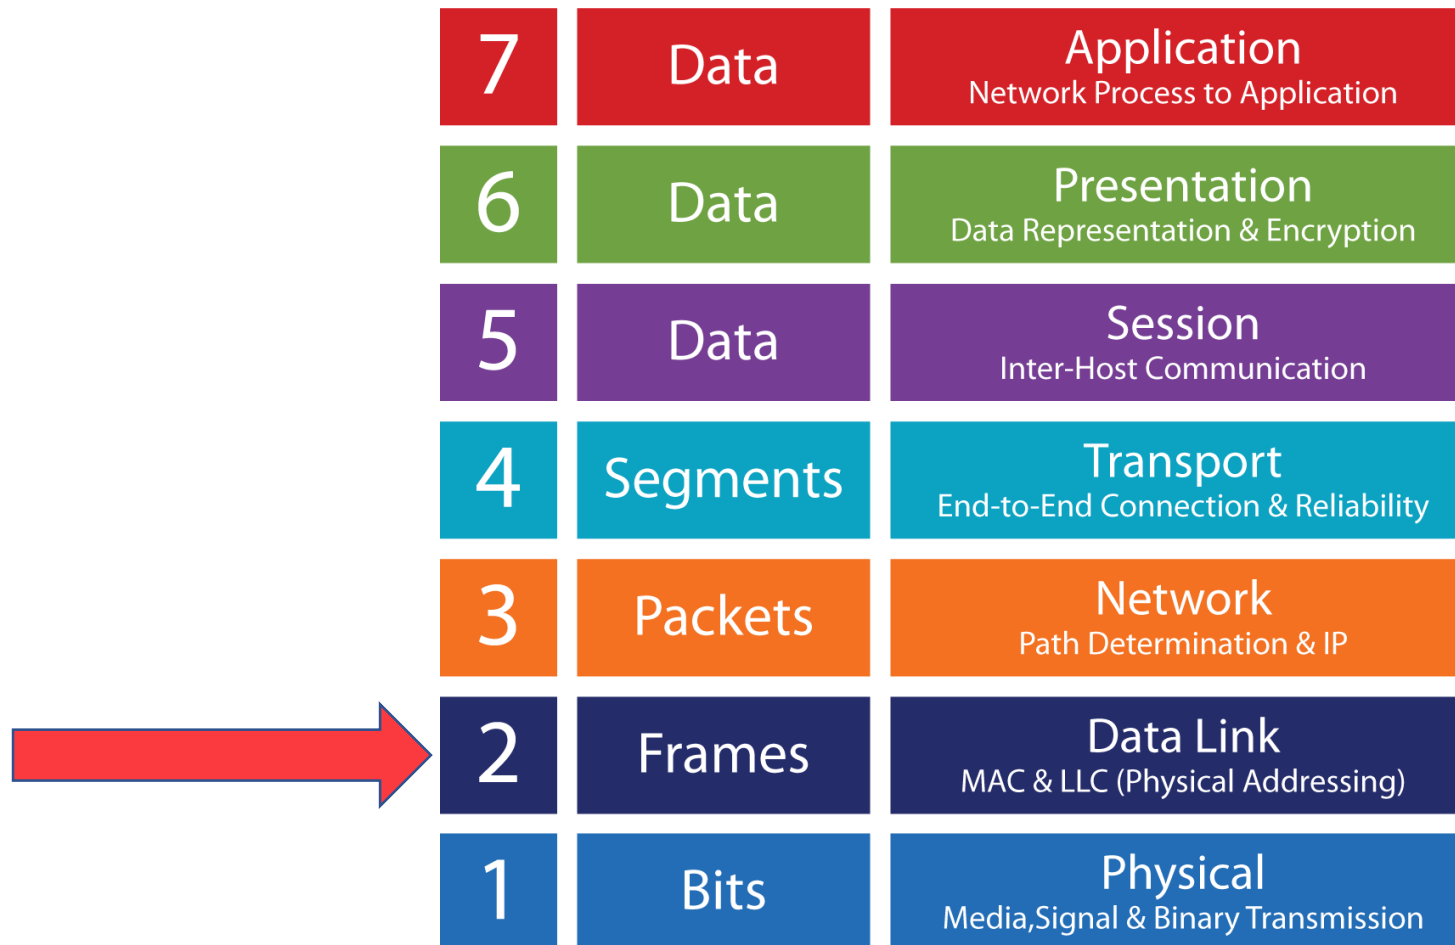 7
Data
Application
Network Process to Application
6
Data
Presentation
Data Representation & Encryption
5
Data
Session
Inter-Host Communication
4
Segments
Transport
End-to-End Connection & Reliability
3
Packets
Network
Path Determination & IP
2
Frames
Data Link
MAC & LLC (Physical Addressing)
1
Bits
Physical
Media,Signal & Binary Transmission